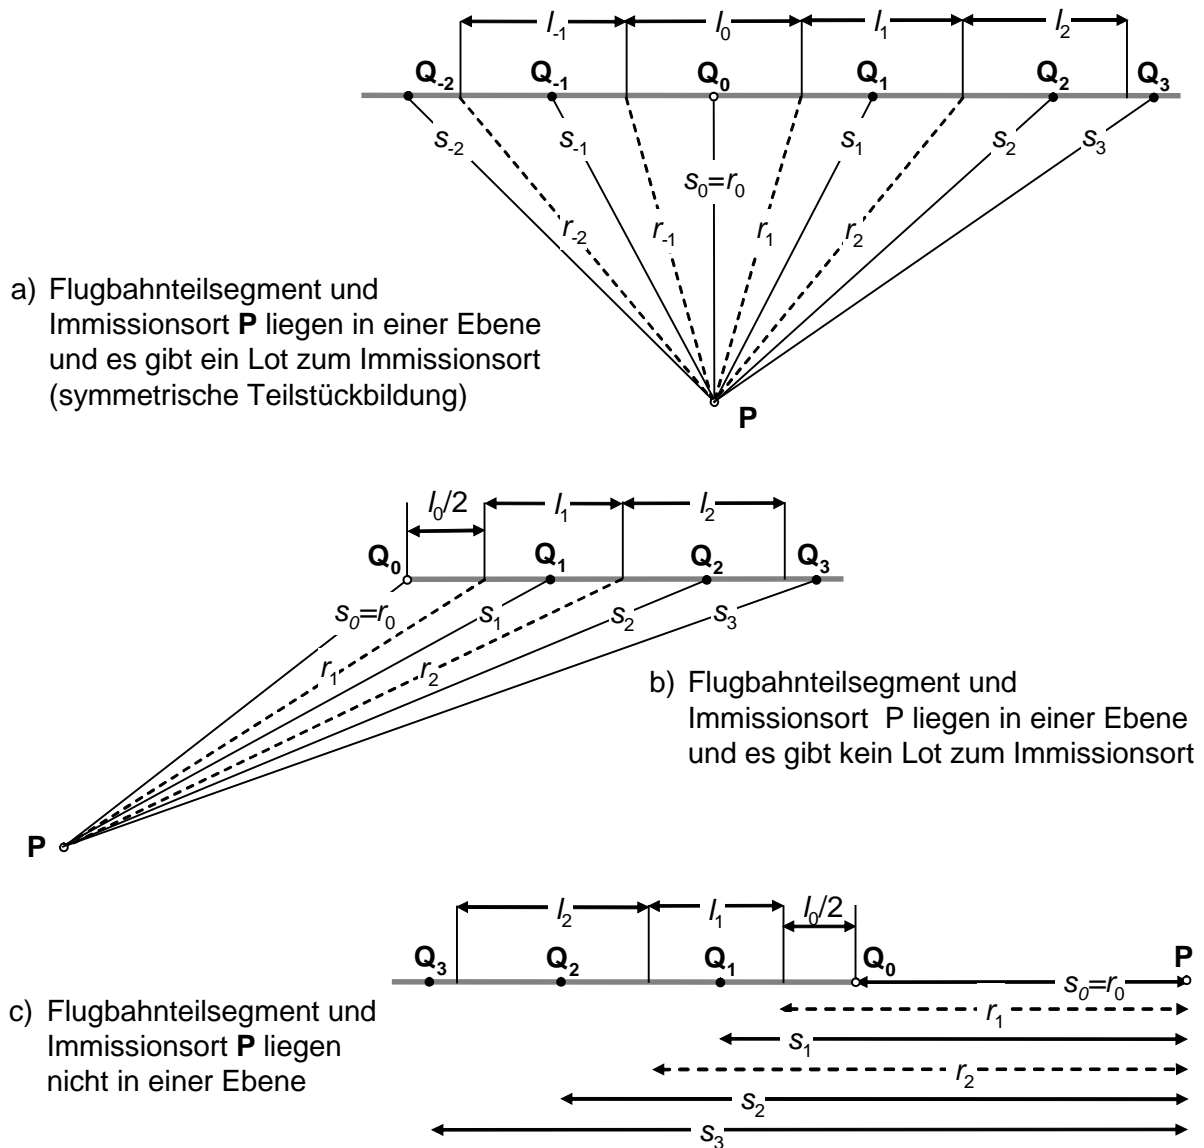 l-1 l0 l1 l2
Q-2 Q-1 Q0 Q1 Q2 Q3
s-2 s-1 s0=r0 s1 s2 s3
r-2 r-1 r1 r2
a) Flugbahnteilsegment und
Immissionsort P liegen in einer Ebene
und es gibt ein Lot zum Immissionsort
(symmetrische Teilstückbildung)
P
l0/2 l1 l2
Q0 Q1 Q2 Q3
s0=r0 s1 s2 s3
r1 r2
b) Flugbahnteilsegment und
Immissionsort P liegen in einer Ebene
und es gibt kein Lot zum Immissionsort
P
l2 l1 l0/2
Q3 Q2 Q1 Q0 P
s0=r0
c) Flugbahnteilsegment und
Immissionsort P liegen
nicht in einer Ebene
r1
s1
r2
s2
s3